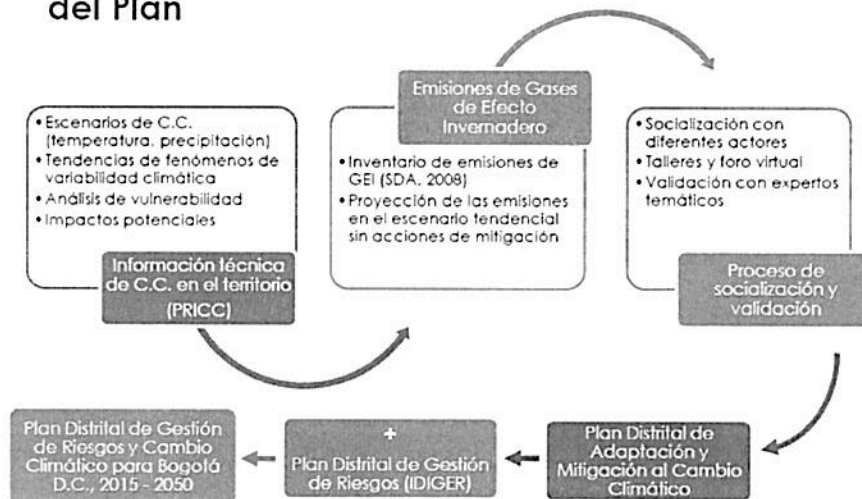 del Plan
• Escenarios de C.C.
(temperatura, precipitación)
• Tendencias de fenómenos de
variabilidad climática
• Análisis de vulnerabilidad
• Impactos potenciales
Información técnica
de C.C. en el territorio
(PRICC)
Emisiones de Gases
de Efecto
Invernadero
• Inventario de emisiones de
GEI (SDA, 2008)
• Proyección de las emisiones
en el escenario tendencial
sin acciones de mitigación
• Socialización con
diferentes actores
• Talleres y foro virtual
• Validación con expertos
temáticos
Proceso de
socialización y
validación
Plan Distrital de Gestión
de Riesgos y Cambio
Climático para Bogotá
D.C., 2015 - 2050
+
Plan Distrital de Gestión
de Riesgos (IDIGER)
Plan Distrital de
Adaptación y
Mitigación al Cambio
Climático